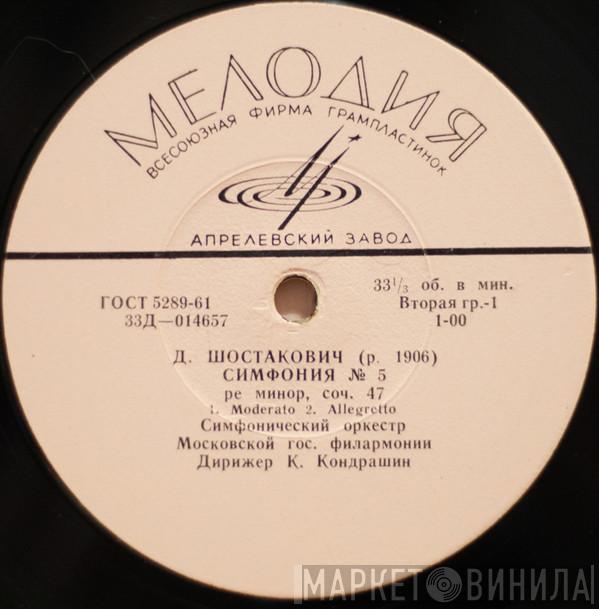 МЕЛОДИЯ
ВСЕСОЮЗНАЯ ФИРМА ГРАМПЛАСТИНОК
АПРЕЛЕВСКИЙ ЗАВОД
ГОСТ 5289-61
33Д—014657
33⅓ об. в мин.
Вторая гр.-1
1-00
Д. ШОСТАКОВИЧ (р. 1906)
СИМФОНИЯ № 5
ре минор, соч. 47
1. Moderato 2. Allegretto
Симфонический оркестр
Московской гос. филармонии
Дирижер К. Кондрашин
МАРКЕТ ВИНИЛА